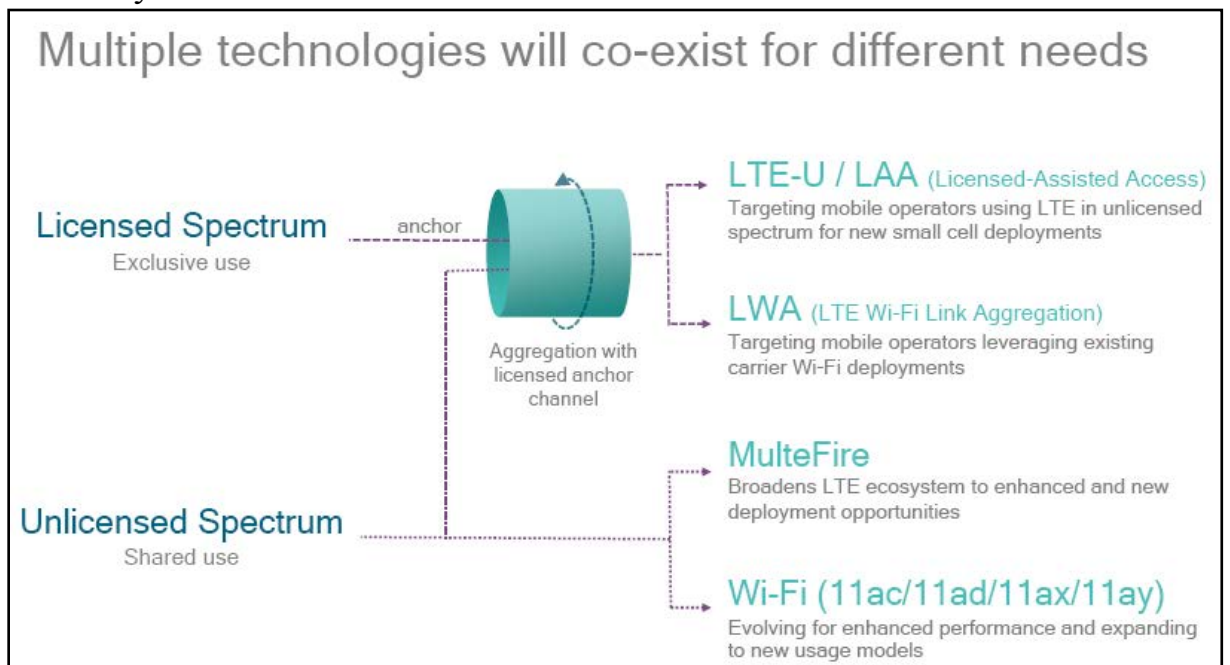 Multiple technologies will co-exist for different needs
Licensed Spectrum
Exclusive use
anchor
Aggregation with
licensed anchor
channel
LTE-U / LAA (Licensed-Assisted Access)
Targeting mobile operators using LTE in unlicensed
spectrum for new small cell deployments
LWA (LTE Wi-Fi Link Aggregation)
Targeting mobile operators leveraging existing
carrier Wi-Fi deployments
Unlicensed Spectrum
Shared use
MulteFire
Broadens LTE ecosystem to enhanced and new
deployment opportunities
Wi-Fi (11ac/11ad/11ax/11ay)
Evolving for enhanced performance and expanding
to new usage models